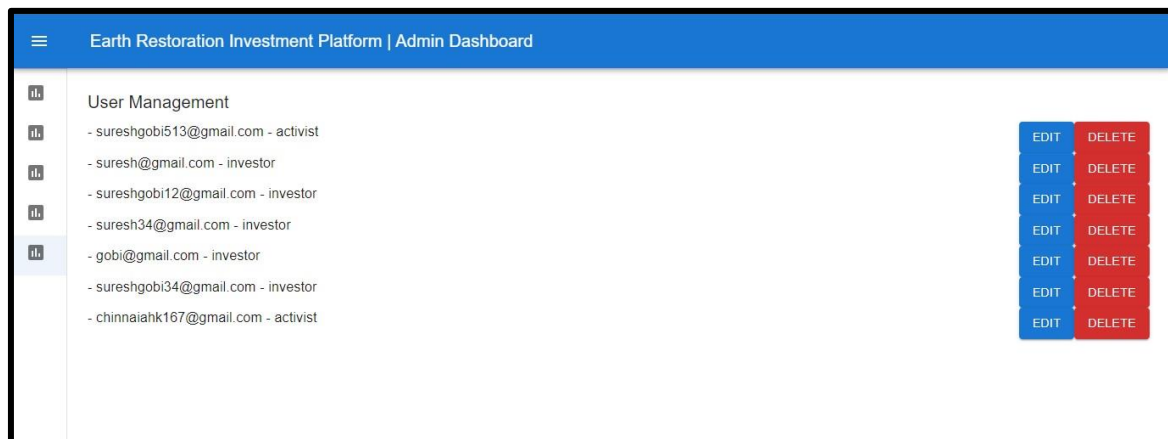 Earth Restoration Investment Platform | Admin Dashboard
User Management
- sureshgobi513@gmail.com - activist EDIT DELETE
- suresh@gmail.com - investor EDIT DELETE
- sureshgobi12@gmail.com - investor EDIT DELETE
- suresh34@gmail.com - investor EDIT DELETE
- gobi@gmail.com - investor EDIT DELETE
- sureshgobi34@gmail.com - investor EDIT DELETE
- chinnaiahk167@gmail.com - activist EDIT DELETE